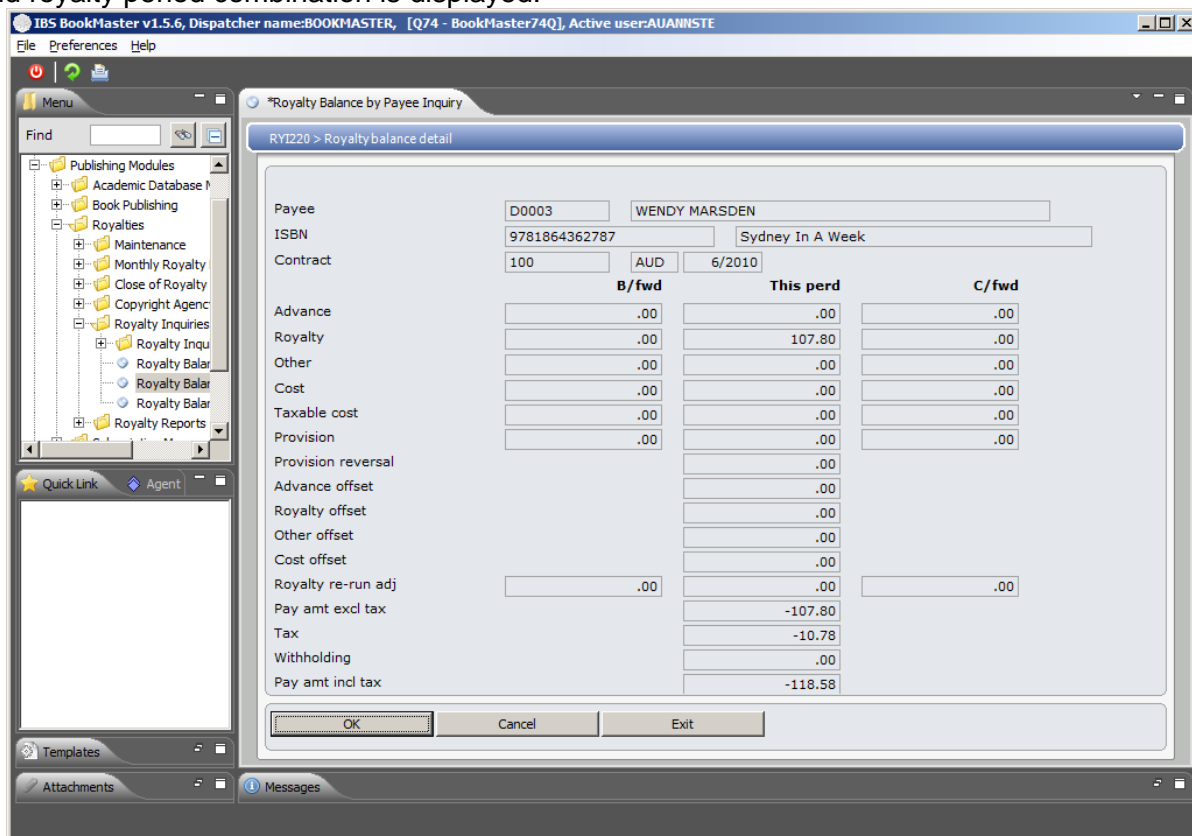 nd royalty period combination is displayed.
IBS BookMaster v1.5.6, Dispatcher name:BOOKMASTER, [Q74 - BookMaster74Q], Active user:AUANNSTE
File Preferences Help
Menu
*Royalty Balance by Payee Inquiry
Find
RYI220 > Royalty balance detail
Publishing Modules
Academic Database M
Book Publishing
Royalties
Maintenance
Monthly Royalty
Close of Royalty
Copyright Agenc
Royalty Inquiries
Royalty Inqu
Royalty Balar
Royalty Balar
Royalty Balar
Royalty Reports
Quick Link Agent
Templates
Attachments
Payee D0003 WENDY MARSDEN
ISBN 9781864362787 Sydney In A Week
Contract 100 AUD 6/2010
B/fwd This perd C/fwd
Advance .00 .00 .00
Royalty .00 107.80 .00
Other .00 .00 .00
Cost .00 .00 .00
Taxable cost .00 .00 .00
Provision .00 .00 .00
Provision reversal .00
Advance offset .00
Royalty offset .00
Other offset .00
Cost offset .00
Royalty re-run adj .00 .00 .00
Pay amt excl tax -107.80
Tax -10.78
Withholding .00
Pay amt incl tax -118.58
OK Cancel Exit
Messages